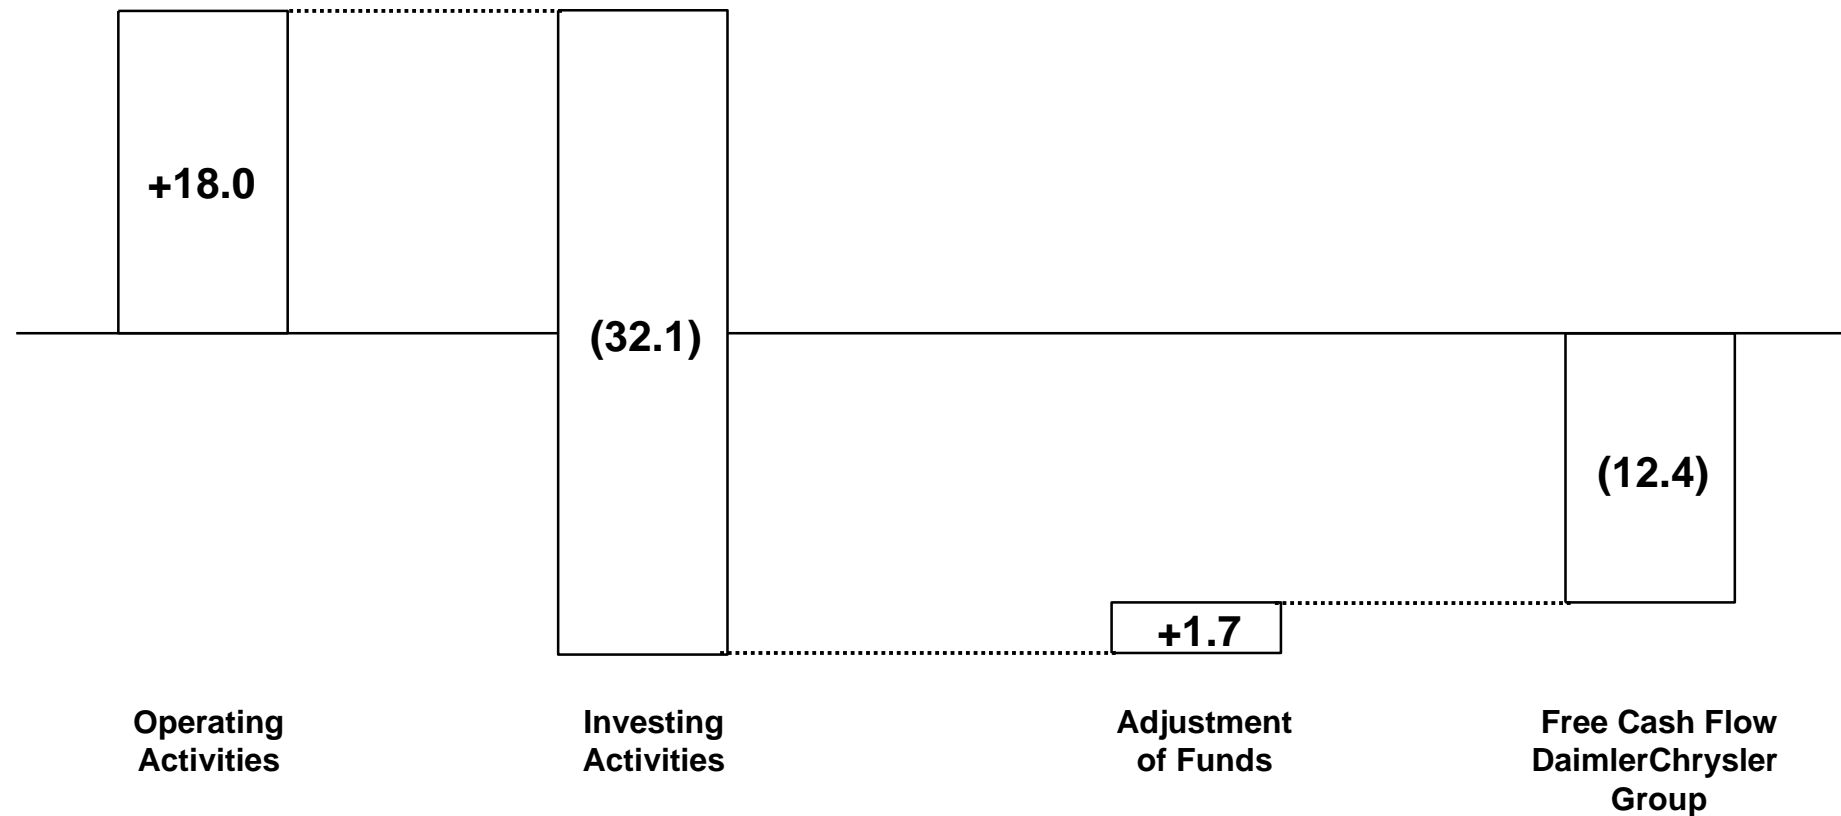 +18.0
(32.1)
(12.4)
+1.7
Operating
Activities
Investing
Activities
Adjustment
of Funds
Free Cash Flow
DaimlerChrysler
Group